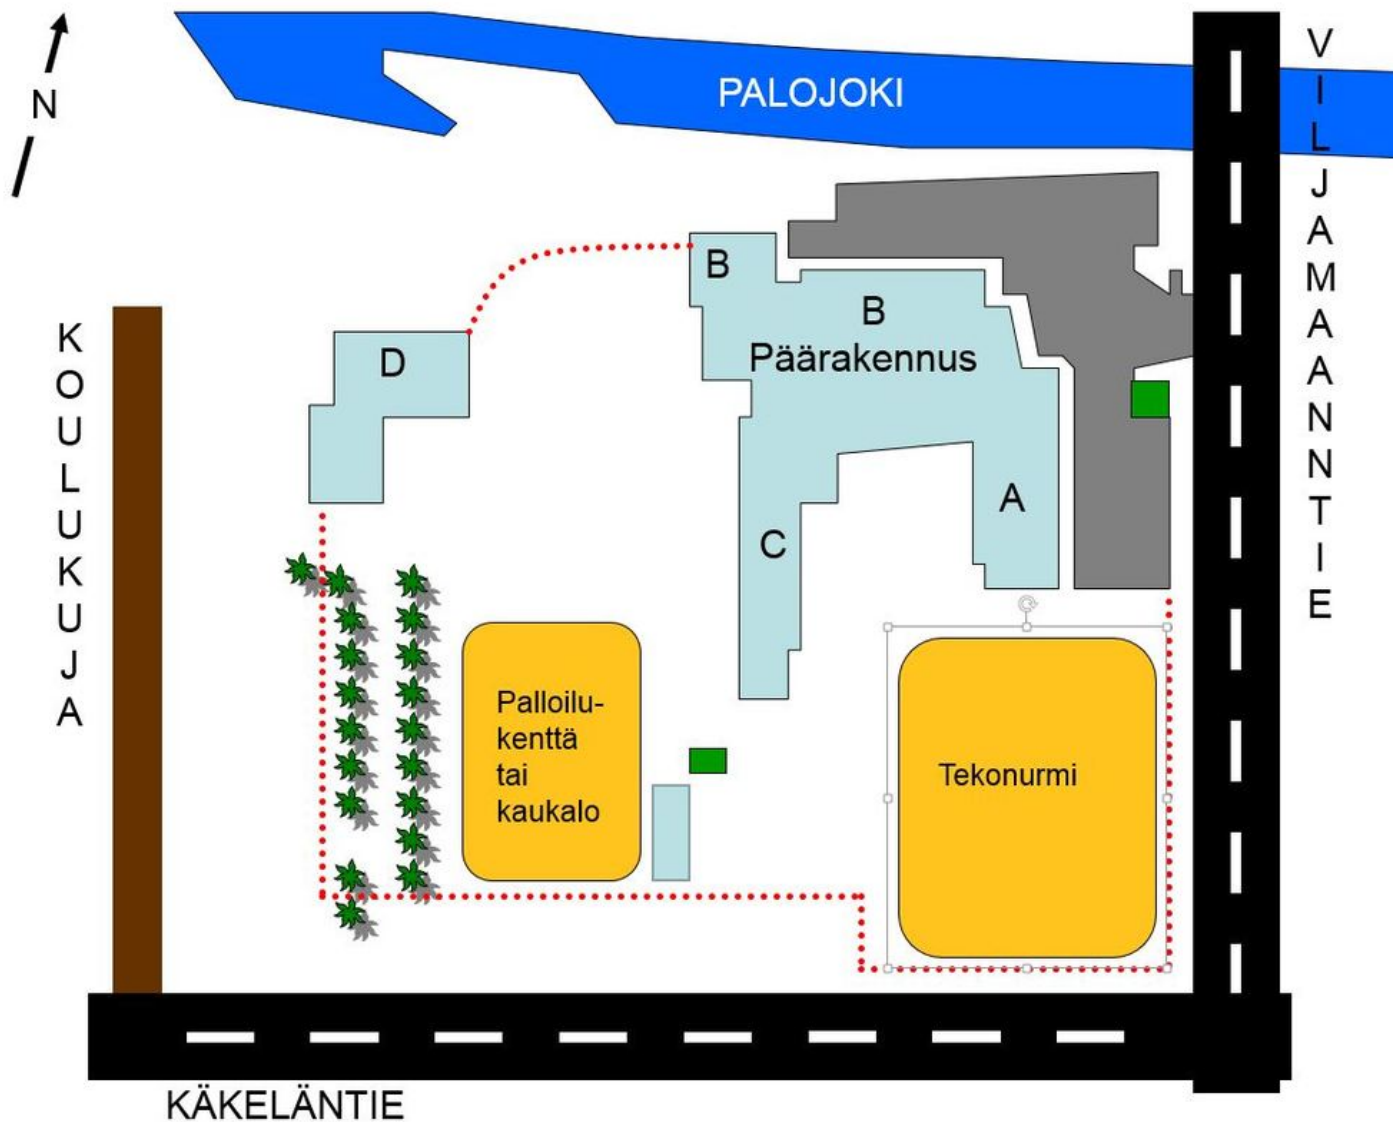 N
PALOJOKI
VILJAMAANTIE
KOULUKUJA
B
B
Päärakennus
D
A
C
Palloilu-
kenttä
tai
kaukalo
Tekonurmi
KÄKELÄNTIE